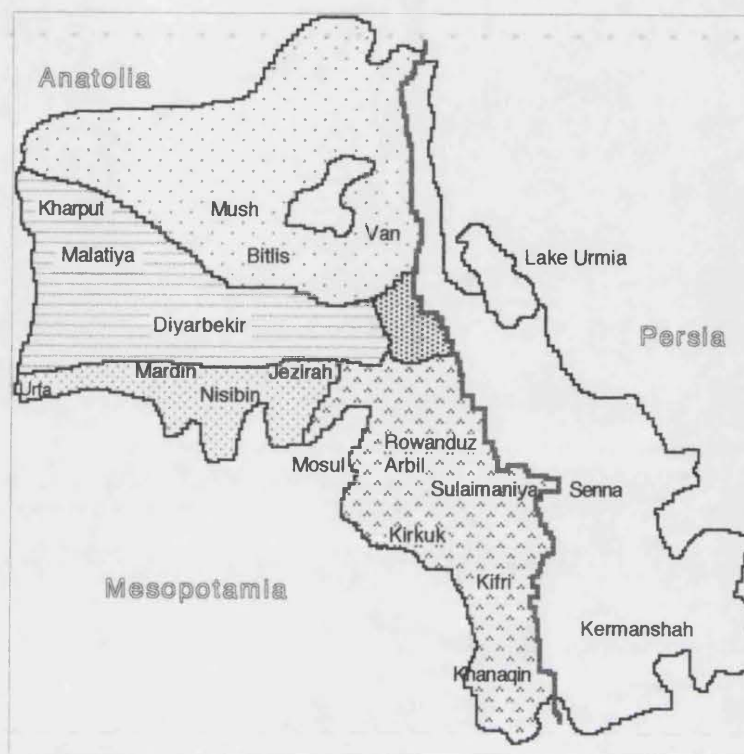 Anatolia
Kharput
Mush
Malatiya
Van
Bitlis
Lake Urmia
Diyarbekir
Persia
Mardin
Jezirah
Urfa
Nisibin
Rowanduz
Mosul
Arbil
Sulaimaniya
Senna
Kirkuk
Mesopotamia
Kifri
Kermanshah
Khanaqin